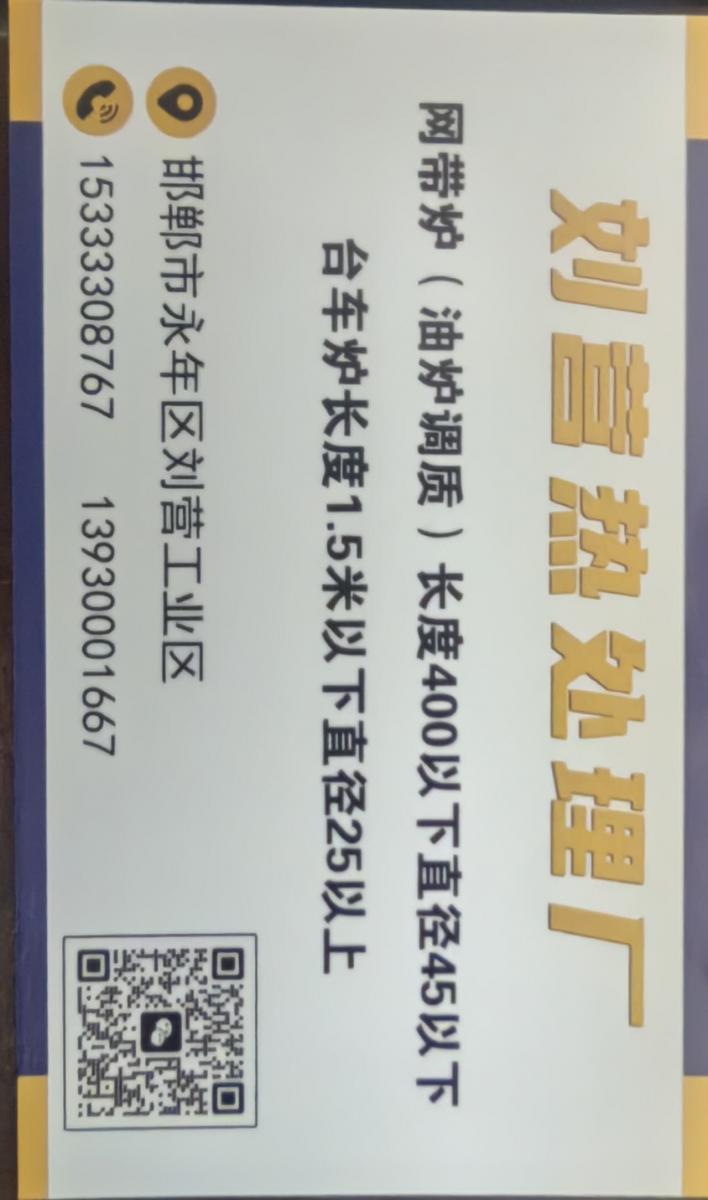 刘营热处理厂
网带炉（油炉调质）长度400以下直径45以下
台车炉长度1.5米以下直径25以上
邯郸市永年区刘营工业区
15333308767 13930001667